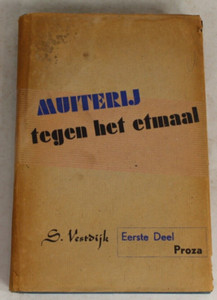 MUITERIJ
tegen het etmaal
S. Vestdijk
Eerste Deel
Proza